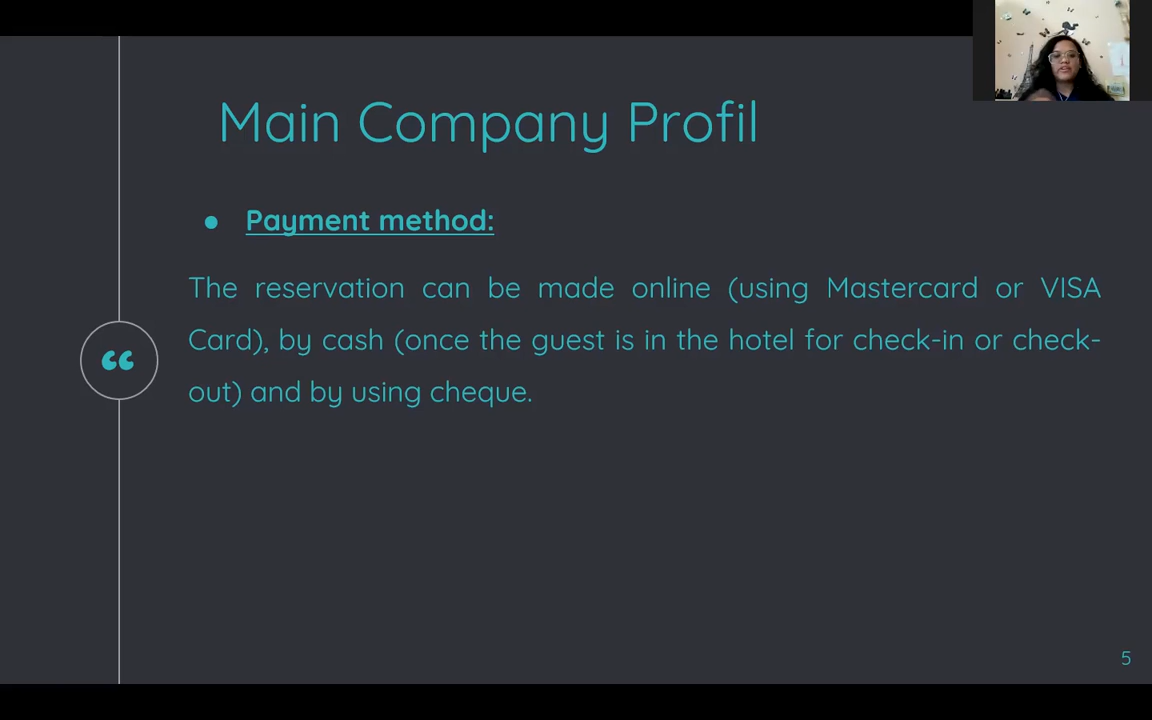 Main Company Profil
● Payment method:
The reservation can be made online (using Mastercard or VISA
Card), by cash (once the guest is in the hotel for check-in or check-
out) and by using cheque.
“
5